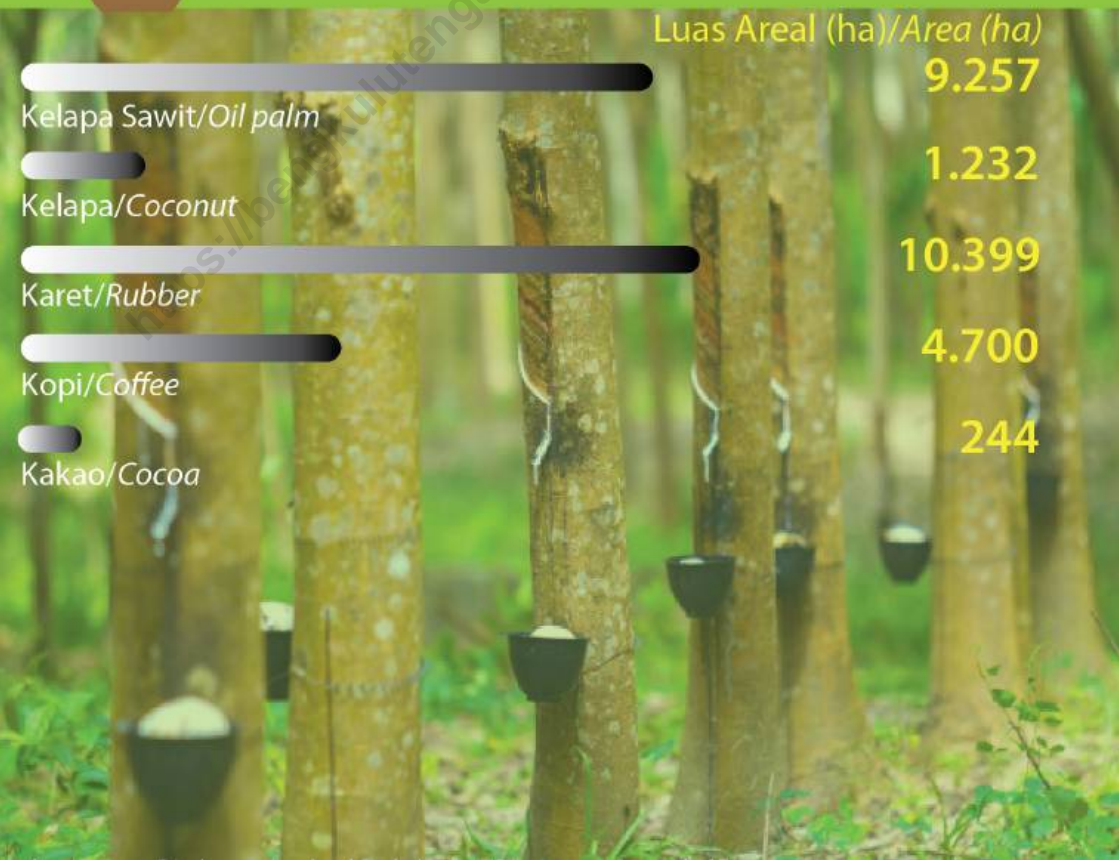 Luas Areal (ha)/Area (ha)
9.257
Kelapa Sawit/Oil palm
1.232
Kelapa/Coconut
10.399
Karet/Rubber
4.700
Kopi/Coffee
244
Kakao/Cocoa